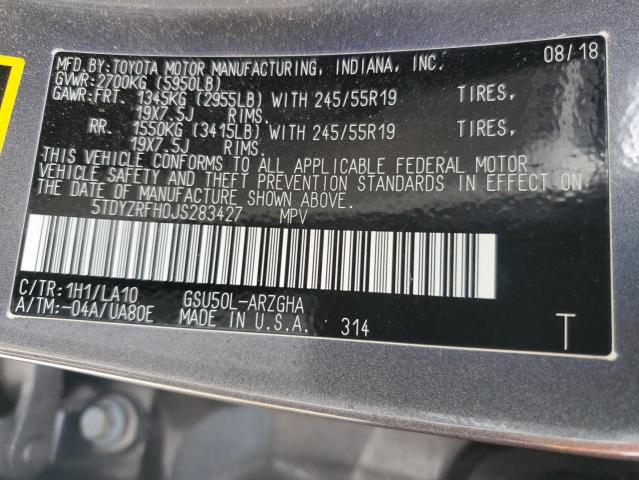 MFD.BY:TOYOTA MOTOR MANUFACTURING, INDIANA, INC. 08/18
GVWR:2700KG (5950LB)
GAWR:FRT. 1345KG (2955LB) WITH 245/55R19 TIRES,
19X7.5J RIMS.
RR. 1550KG (3415LB) WITH 245/55R19 TIRES,
19X7.5J RIMS.
THIS VEHICLE CONFORMS TO ALL APPLICABLE FEDERAL MOTOR
VEHICLE SAFETY AND THEFT PREVENTION STANDARDS IN EFFECT ON
THE DATE OF MANUFACTURE SHOWN ABOVE.
5TDYZRFH0JS283427 MPV
C/TR:1H1/LA10 GSU50L-ARZGHA
A/TM:-04A/UA80E MADE IN U.S.A. 314 T